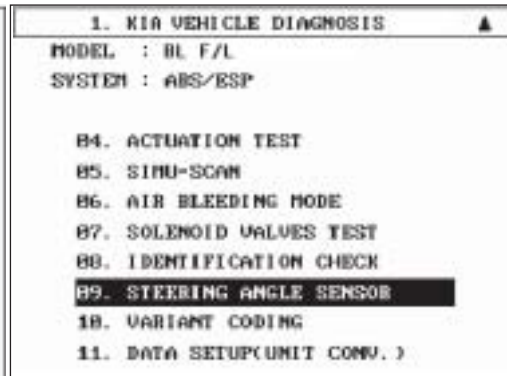 1. KIA VEHICLE DIAGNOSIS ▲
MODEL : BL F/L
SYSTEM : ABS/ESP
04. ACTUATION TEST
05. SIMU-SCAN
06. AIR BLEEDING MODE
07. SOLENOID VALVES TEST
08. IDENTIFICATION CHECK
09. STEERING ANGLE SENSOR
10. VARIANT CODING
11. DATA SETUP(UNIT CONV.)